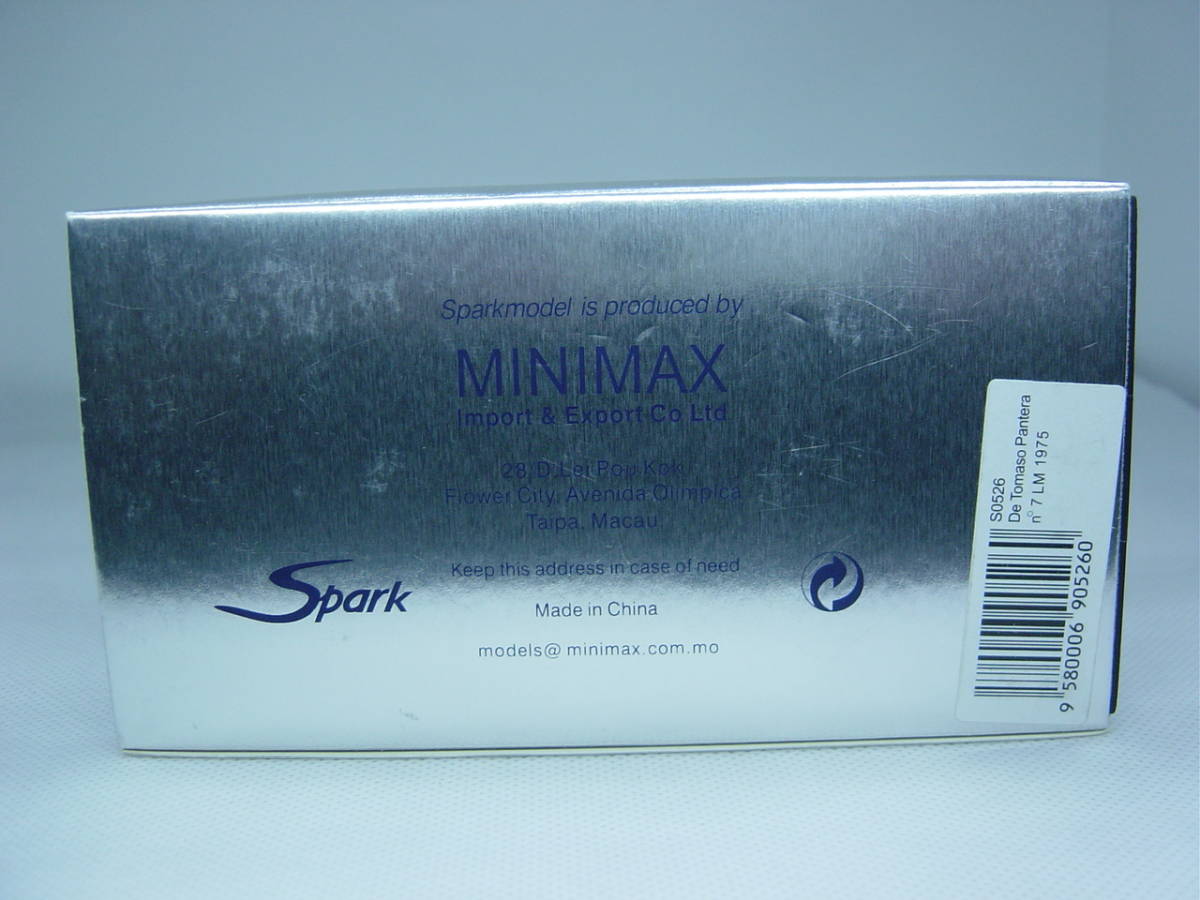 Sparkmodel is produced by
MINIMAX
Import & Export Co Ltd
28, D, Lei Pou Kok
Flower City, Avenida Olimpica
Taipa, Macau
Keep this address in case of need
Spark
Made in China
models@ minimax.com.mo
S0526
De Tomaso Pantera
n° 7 LM 1975
9 580006 905260